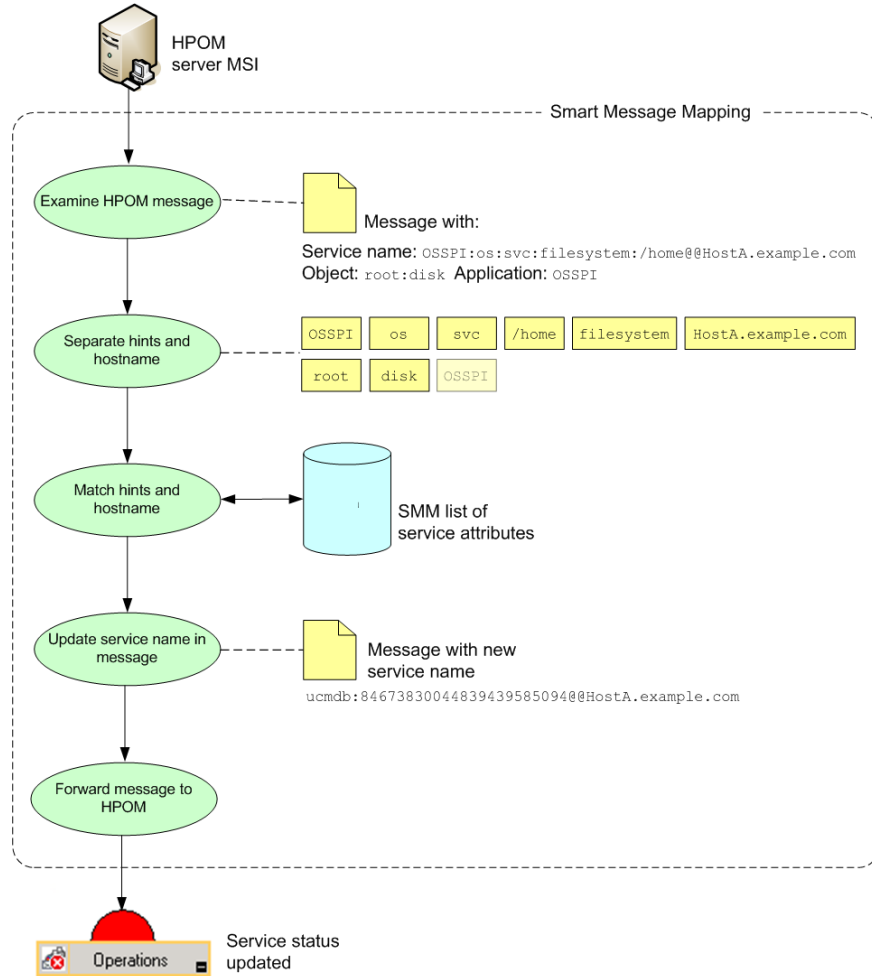 HPOM
server MSI
Smart Message Mapping
Examine HPOM message
Message with:
Service name: OSSPI:os:svc:filesystem:/home@@HostA.example.com
Object: root:disk Application: OSSPI
Separate hints and
hostname
OSSPI os svc /home filesystem HostA.example.com
root disk OSSPI
Match hints and
hostname
SMM list of
service attributes
Update service name in
message
Message with new
service name
ucmdb:84673830044839439585094@@HostA.example.com
Forward message to
HPOM
Service status
updated
Operations